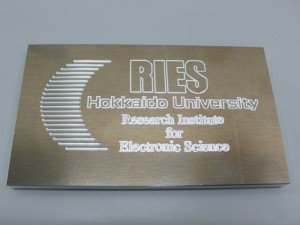 RIES
Hokkaido University
Research Institute
for
Electronic Science